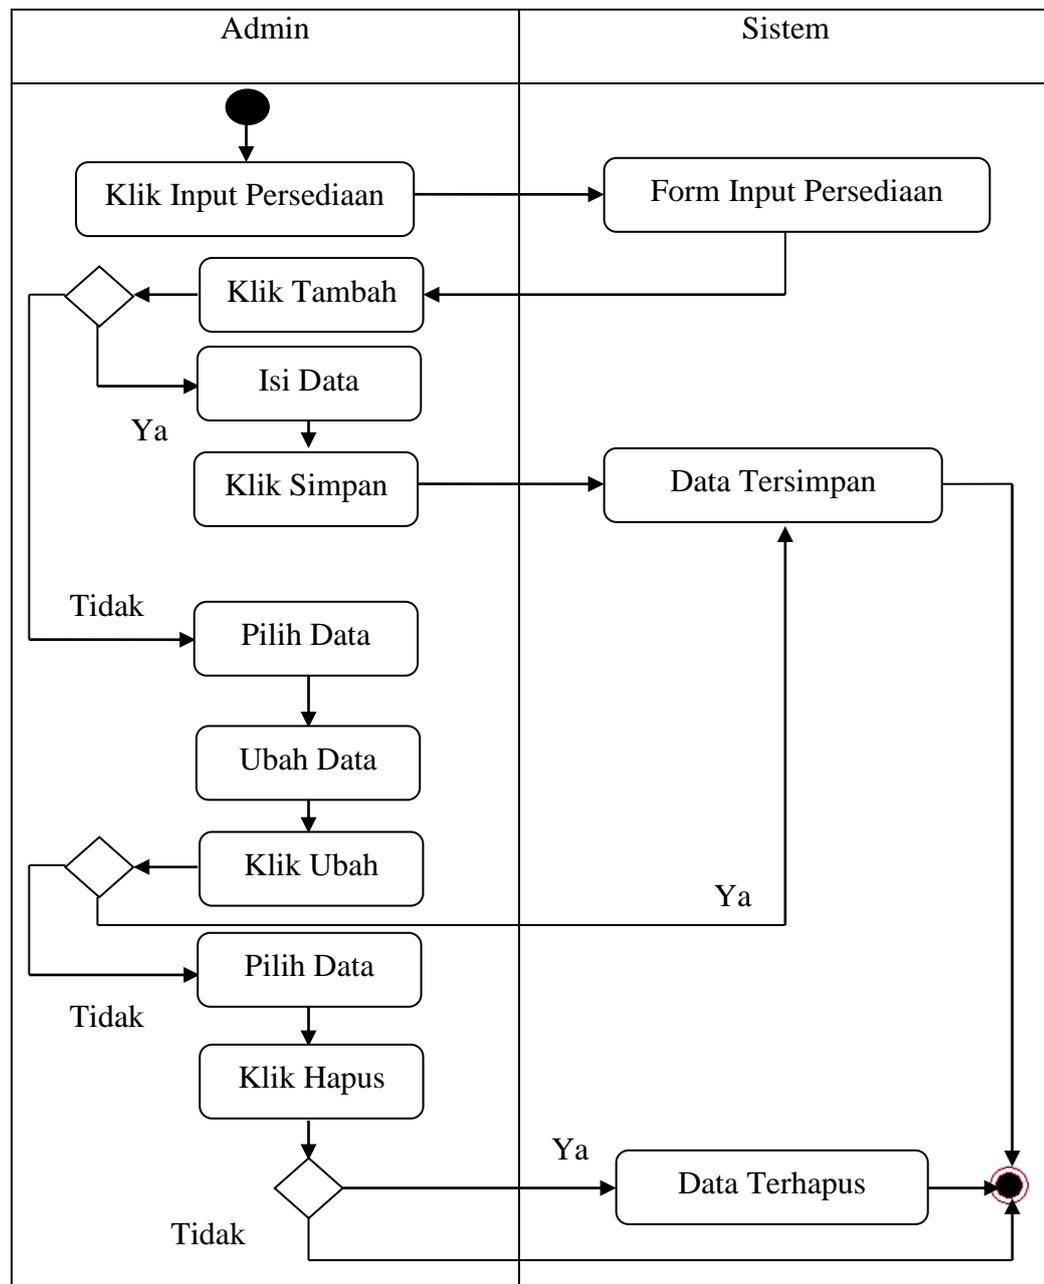 Admin
Sistem
Klik Input Persediaan
Form Input Persediaan
Klik Tambah
Isi Data
Ya
Klik Simpan
Data Tersimpan
Tidak
Pilih Data
Ubah Data
Klik Ubah
Ya
Pilih Data
Tidak
Klik Hapus
Ya
Data Terhapus
Tidak